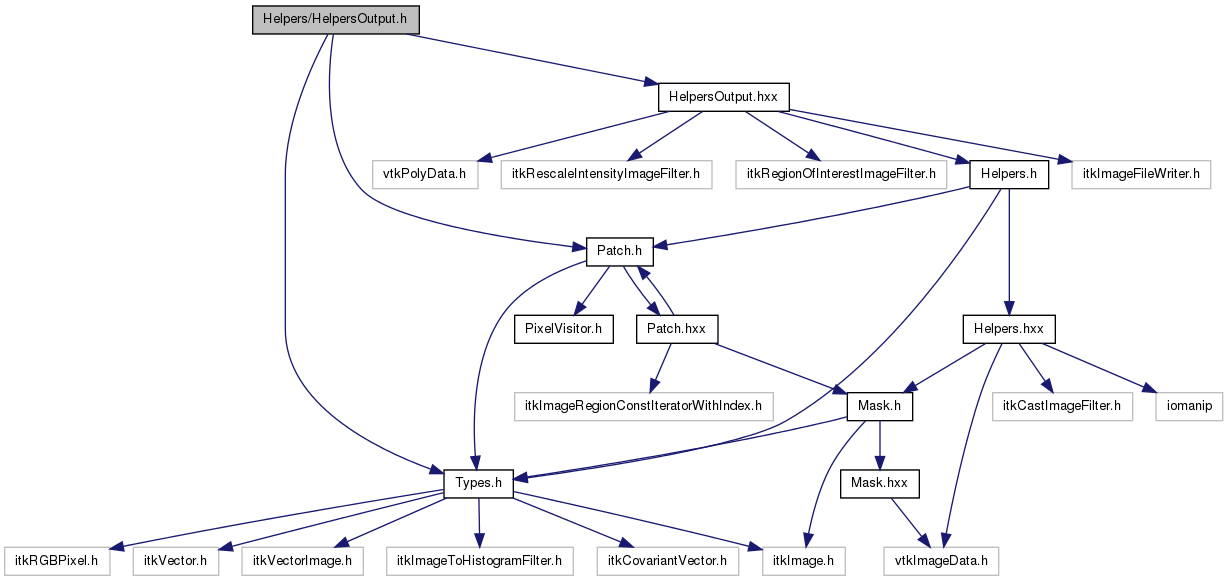 Helpers/HelpersOutput.h
HelpersOutput.hxx
vtkPolyData.h
itkRescaleIntensityImageFilter.h
itkRegionOfInterestImageFilter.h
Helpers.h
itkImageFileWriter.h
Patch.h
PixelVisitor.h
Patch.hxx
Helpers.hxx
itkImageRegionConstIteratorWithIndex.h
Mask.h
itkCastImageFilter.h
iomanip
Types.h
Mask.hxx
itkRGBPixel.h
itkVector.h
itkVectorImage.h
itkImageToHistogramFilter.h
itkCovariantVector.h
itkImage.h
vtkImageData.h